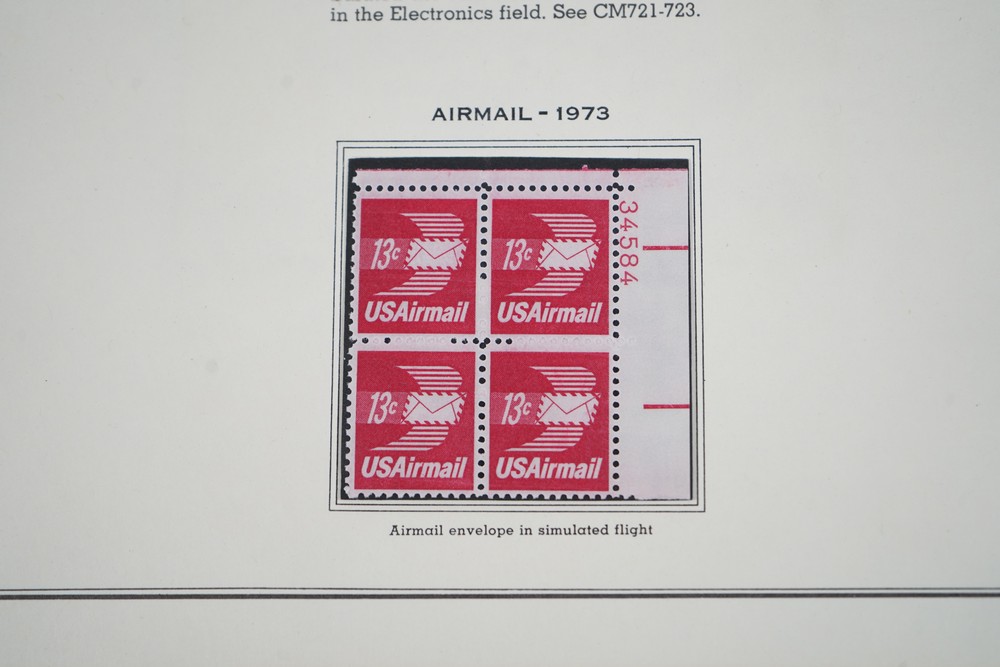 in the Electronics field. See CM721-723.
AIRMAIL - 1973
34584
13c
13c
USAirmail
USAirmail
13c
13c
USAirmail
USAirmail
Airmail envelope in simulated flight